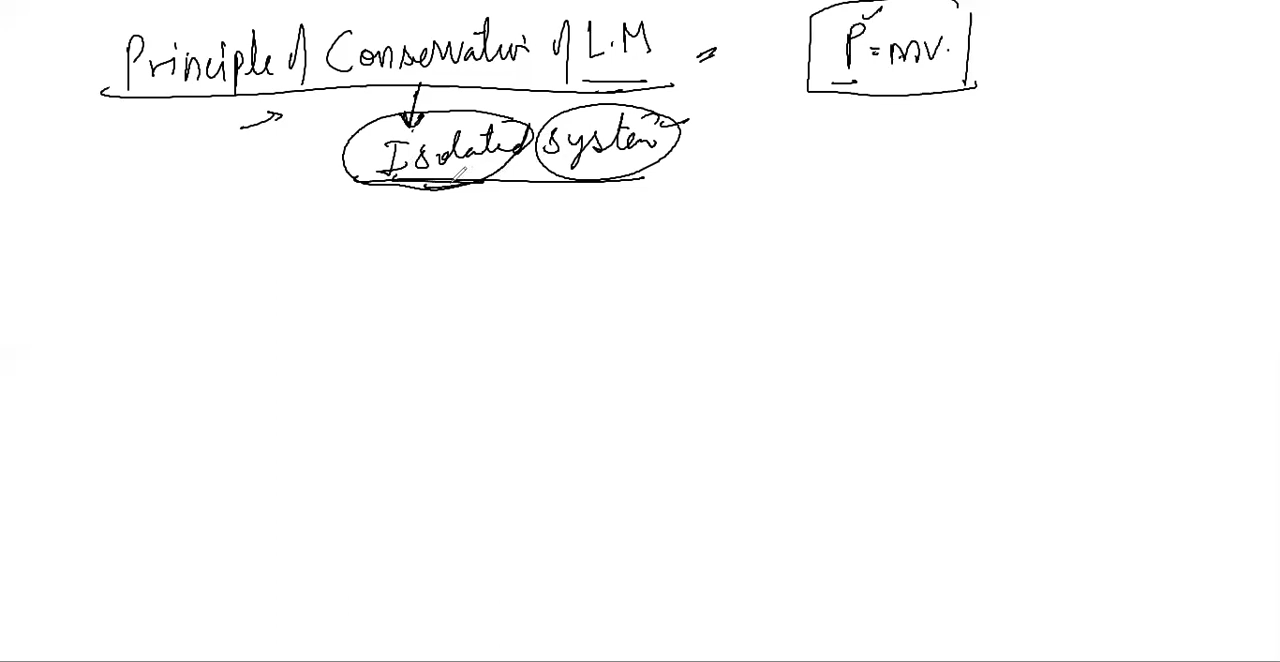 Principle of Conservation of L.M = P = mv.
Isolated system